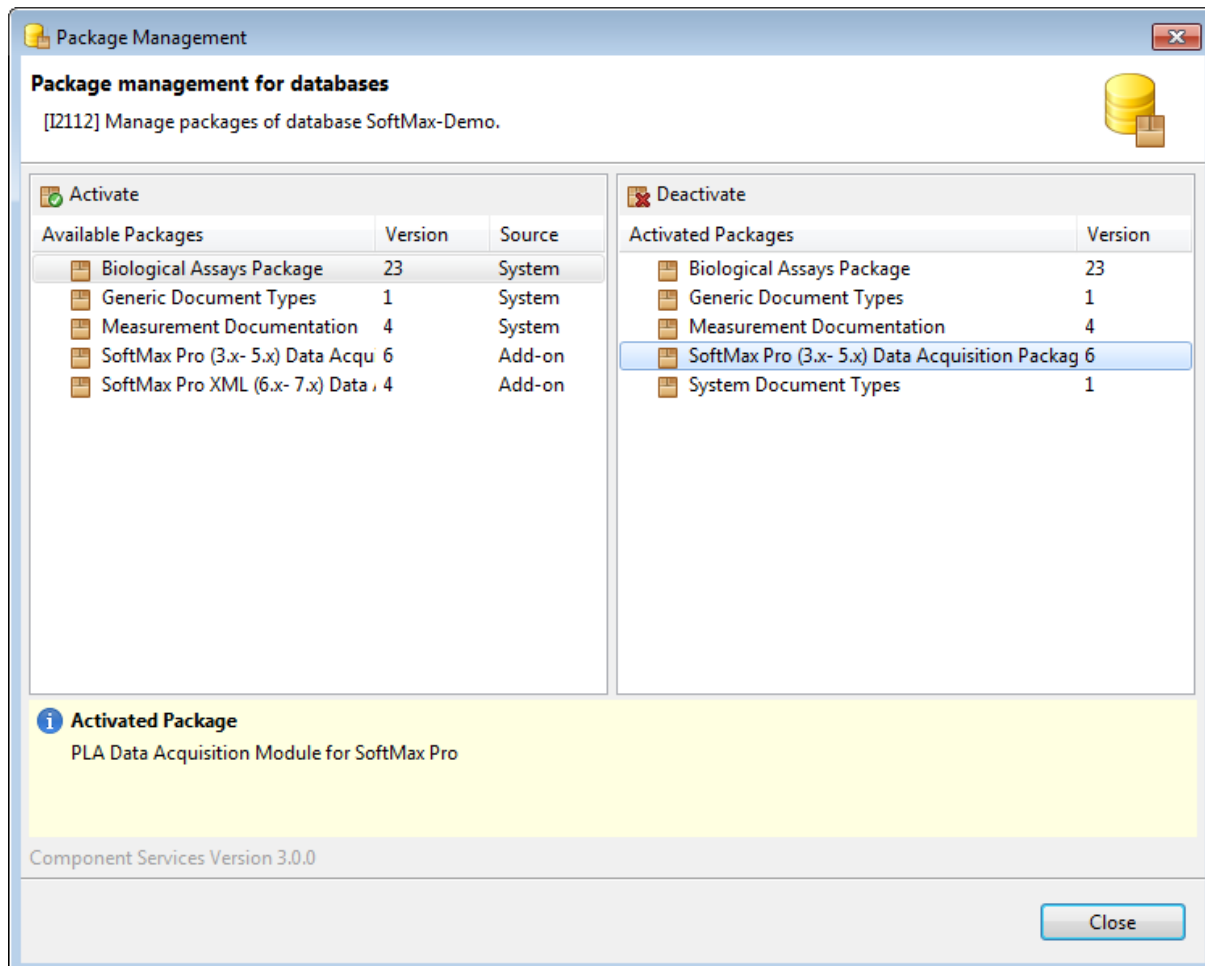 Package Management
Package management for databases
[I2112] Manage packages of database SoftMax-Demo.
Activate
Available Packages Version Source
Biological Assays Package 23 System
Generic Document Types 1 System
Measurement Documentation 4 System
SoftMax Pro (3.x- 5.x) Data Acqu 6 Add-on
SoftMax Pro XML (6.x- 7.x) Data 4 Add-on
Deactivate
Activated Packages Version
Biological Assays Package 23
Generic Document Types 1
Measurement Documentation 4
SoftMax Pro (3.x- 5.x) Data Acquisition Packag 6
System Document Types 1
Activated Package
PLA Data Acquisition Module for SoftMax Pro
Component Services Version 3.0.0
Close